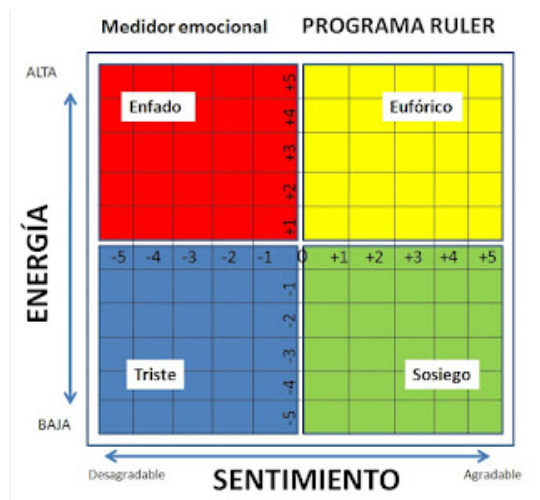 Medidor emocional PROGRAMA RULER
ALTA
Enfado
Eufórico
+5
+4
+3
+2
+1
ENERGÍA
-5 -4 -3 -2 -1 0 +1 +2 +3 +4 +5
-1
-2
-3
-4
-5
Triste
Sosiego
BAJA
Desagradable SENTIMIENTO Agradable